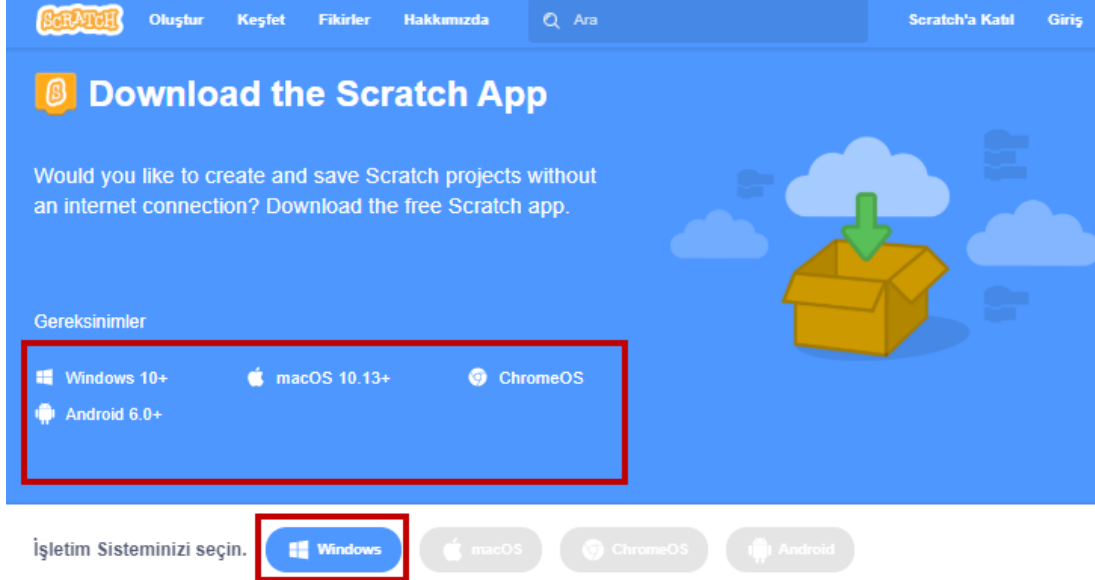 SCRATCH Oluştur Keşfet Fikirler Hakkımızda Ara Scratch'a Katıl Giriş
Download the Scratch App
Would you like to create and save Scratch projects without
an internet connection? Download the free Scratch app.
Gereksinimler
Windows 10+ macOS 10.13+ ChromeOS
Android 6.0+
İşletim Sisteminizi seçin. Windows macOS ChromeOS Android